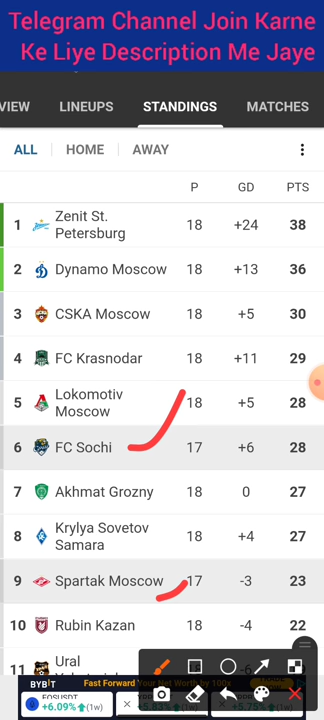 Telegram Channel Join Karne
Ke Liye Description Me Jaye
VIEW LINEUPS STANDINGS MATCHES
ALL HOME AWAY
P GD PTS
1 Zenit St. Petersburg 18 +24 38
2 Dynamo Moscow 18 +13 36
3 CSKA Moscow 18 +5 30
4 FC Krasnodar 18 +11 29
5 Lokomotiv Moscow 18 +5 28
6 FC Sochi 17 +6 28
7 Akhmat Grozny 18 0 27
8 Krylya Sovetov Samara 18 +4 27
9 Spartak Moscow 17 -3 23
10 Rubin Kazan 18 -4 22
11 Ural
BYBIT Fast Forward Your Net Worth by 100x
EOSUSDT
+6.09% (1w) +5.75% (1w)